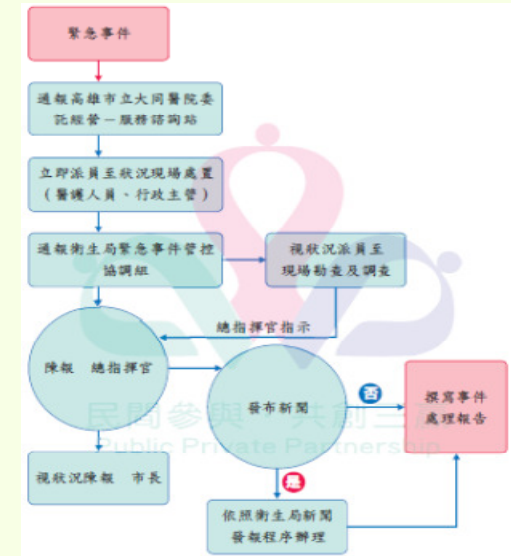 緊急事件
通報高雄市立大同醫院委
託經營－服務諮詢站
立即派員至狀況現場處置
（醫護人員、行政主管）
通報衛生局緊急事件管控
協調組
視狀況派員至
現場勘查及調查
總指揮官指示
陳報 總指揮官
發布新聞
否
撰寫事件
處理報告
民間參與 共創三
Public Private Partnership
視狀況陳報 市長
是
依照衛生局新聞
發報程序辦理